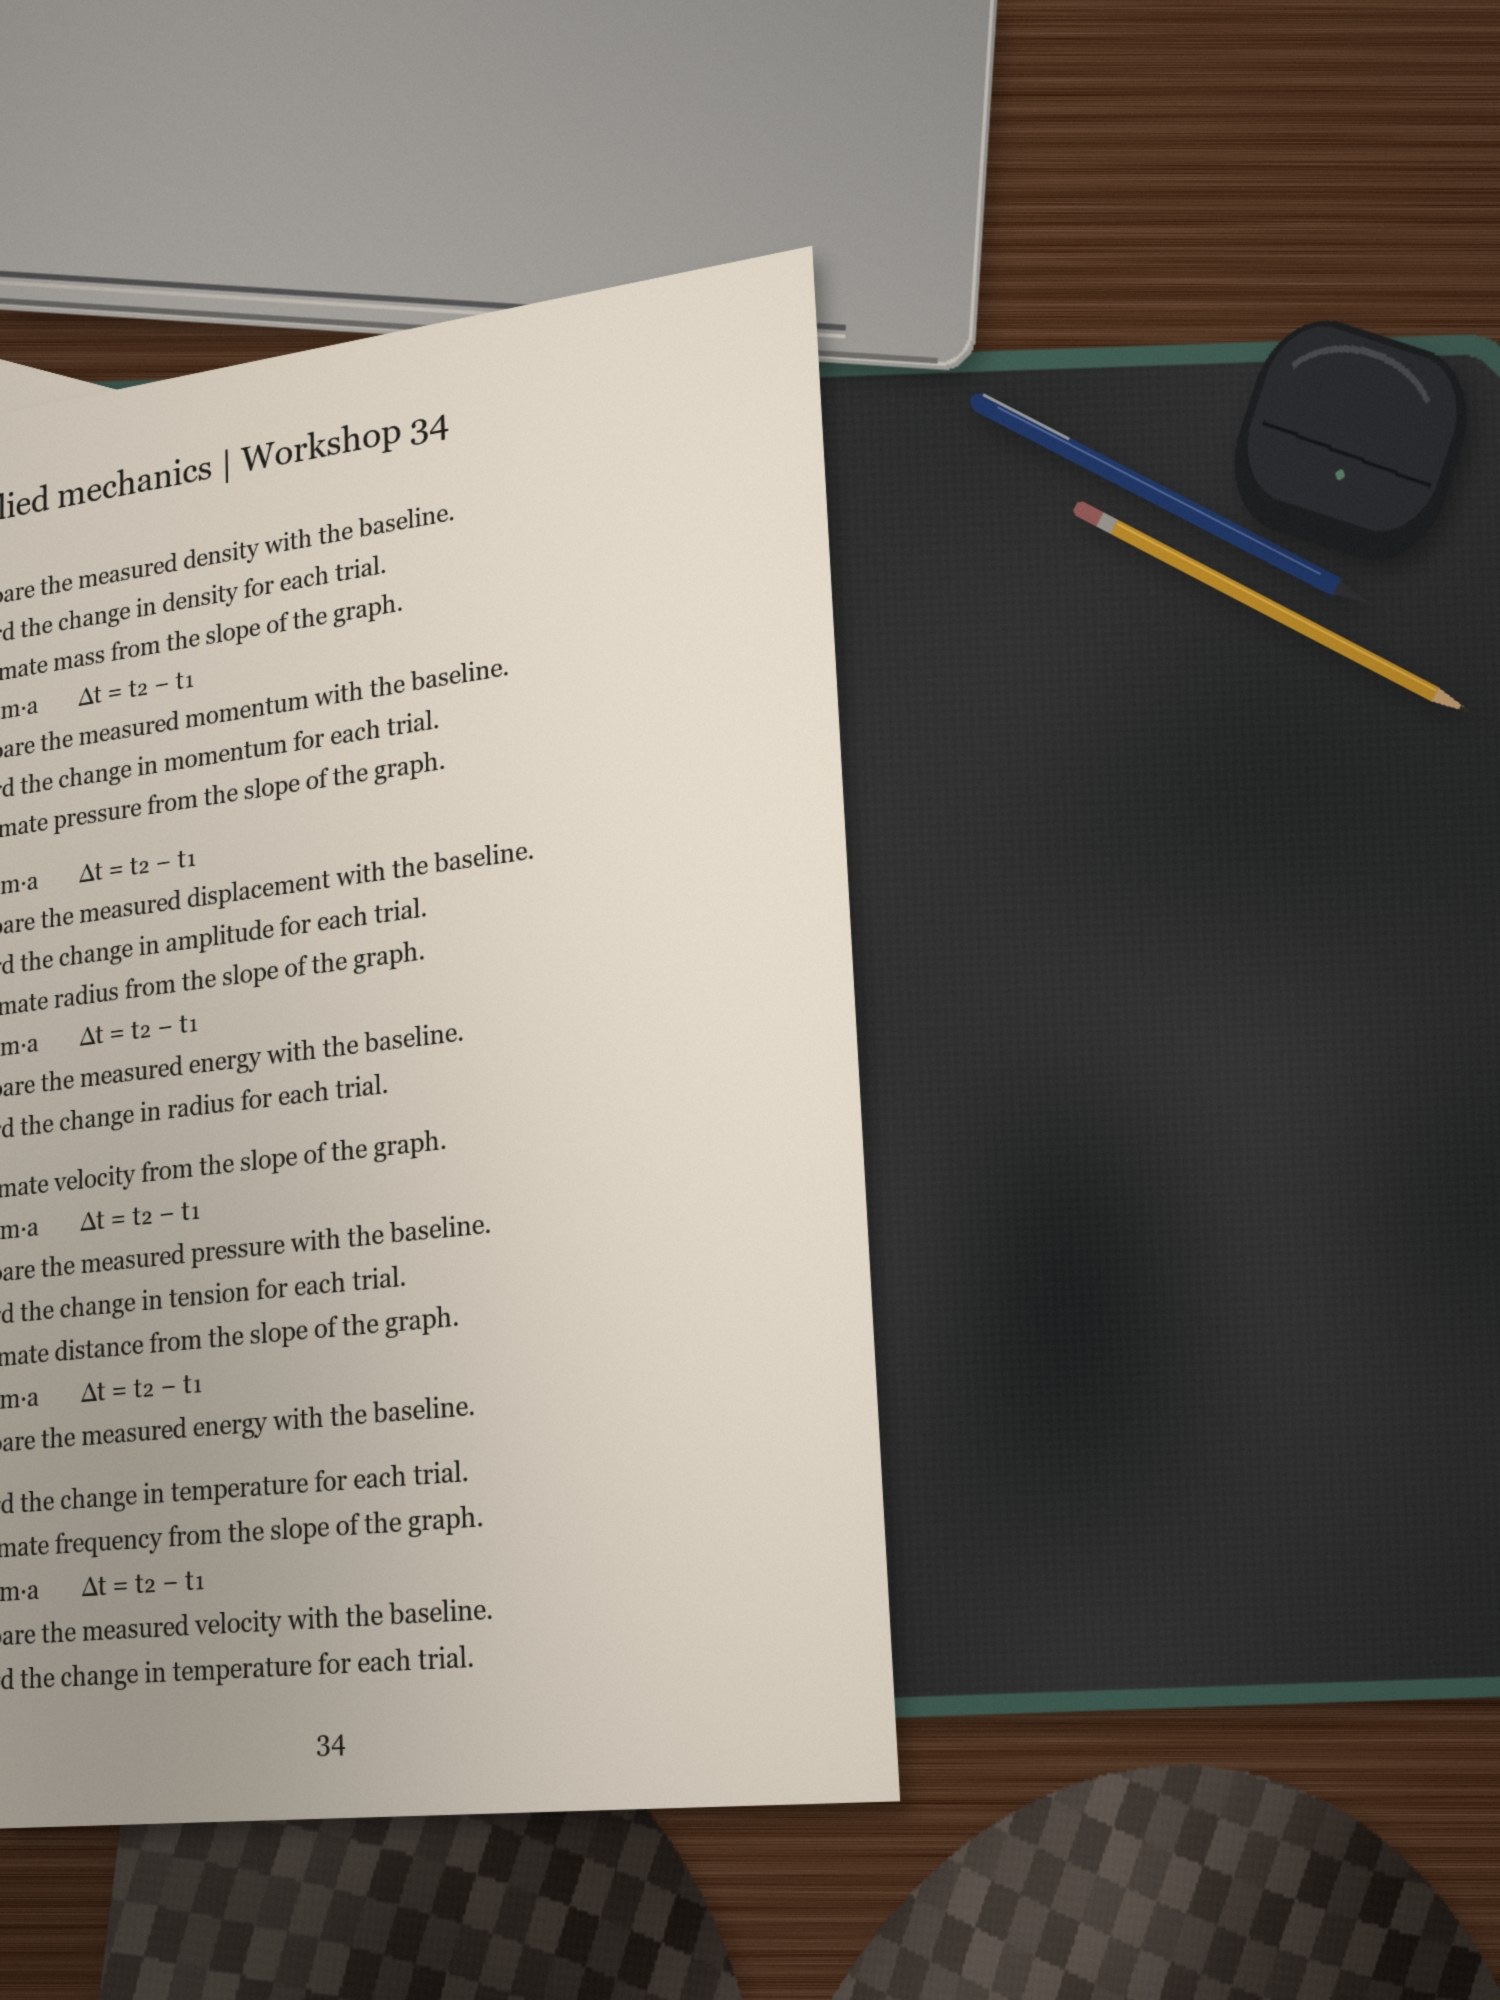 lied mechanics | Workshop 34
are the measured density with the baseline.
d the change in density for each trial.
mate mass from the slope of the graph.
m·a Δt = t2 – t1
are the measured momentum with the baseline.
d the change in momentum for each trial.
mate pressure from the slope of the graph.
m·a Δt = t2 – t1
are the measured displacement with the baseline.
d the change in amplitude for each trial.
mate radius from the slope of the graph.
m·a Δt = t2 – t1
are the measured energy with the baseline.
d the change in radius for each trial.
mate velocity from the slope of the graph.
m·a Δt = t2 – t1
are the measured pressure with the baseline.
d the change in tension for each trial.
mate distance from the slope of the graph.
m·a Δt = t2 – t1
are the measured energy with the baseline.
d the change in temperature for each trial.
mate frequency from the slope of the graph.
m·a Δt = t2 – t1
are the measured velocity with the baseline.
d the change in temperature for each trial.
34